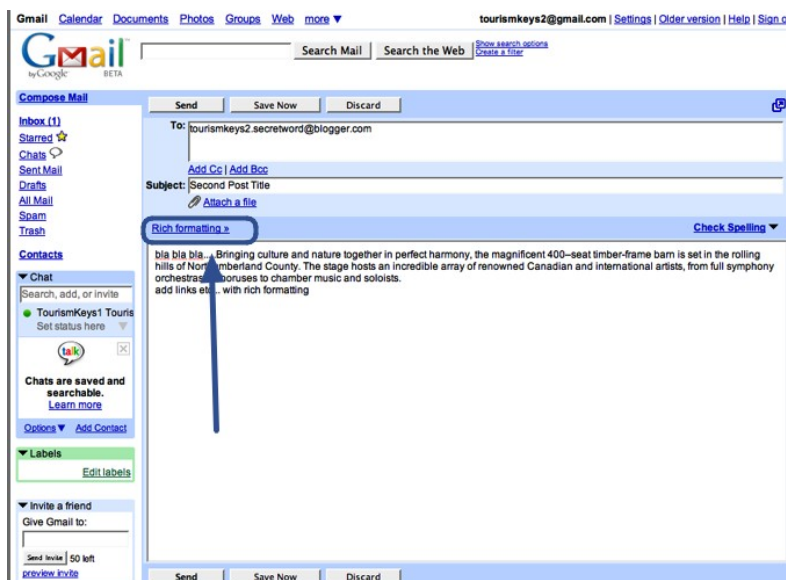 Gmail Calendar Documents Photos Groups Web more ▼ tourismkeys2@gmail.com | Settings | Older version | Help | Sign o
Gmail
by Google BETA
Search Mail Search the Web Show search options
Create a filter
Compose Mail
Inbox (1)
Starred
Chats
Sent Mail
Drafts
All Mail
Spam
Trash
Contacts
▼ Chat
Search, add, or invite
TourismKeys1 Touris
Set status here ▼
talk
Chats are saved and
searchable.
Learn more
Options ▼ Add Contact
▼ Labels
Edit labels
▼ Invite a friend
Give Gmail to:
Send Invite 50 left
preview invite
Send Save Now Discard
To: tourismkeys2.secretword@blogger.com
Add Cc | Add Bcc
Subject: Second Post Title
Attach a file
Rich formatting » Check Spelling ▼
bla bla bla... Bringing culture and nature together in perfect harmony, the magnificent 400–seat timber-frame barn is set in the rolling
hills of Northumberland County. The stage hosts an incredible array of renowned Canadian and international artists, from full symphony
orchestras, choruses to chamber music and soloists.
add links etc.. with rich formatting
Send Save Now Discard